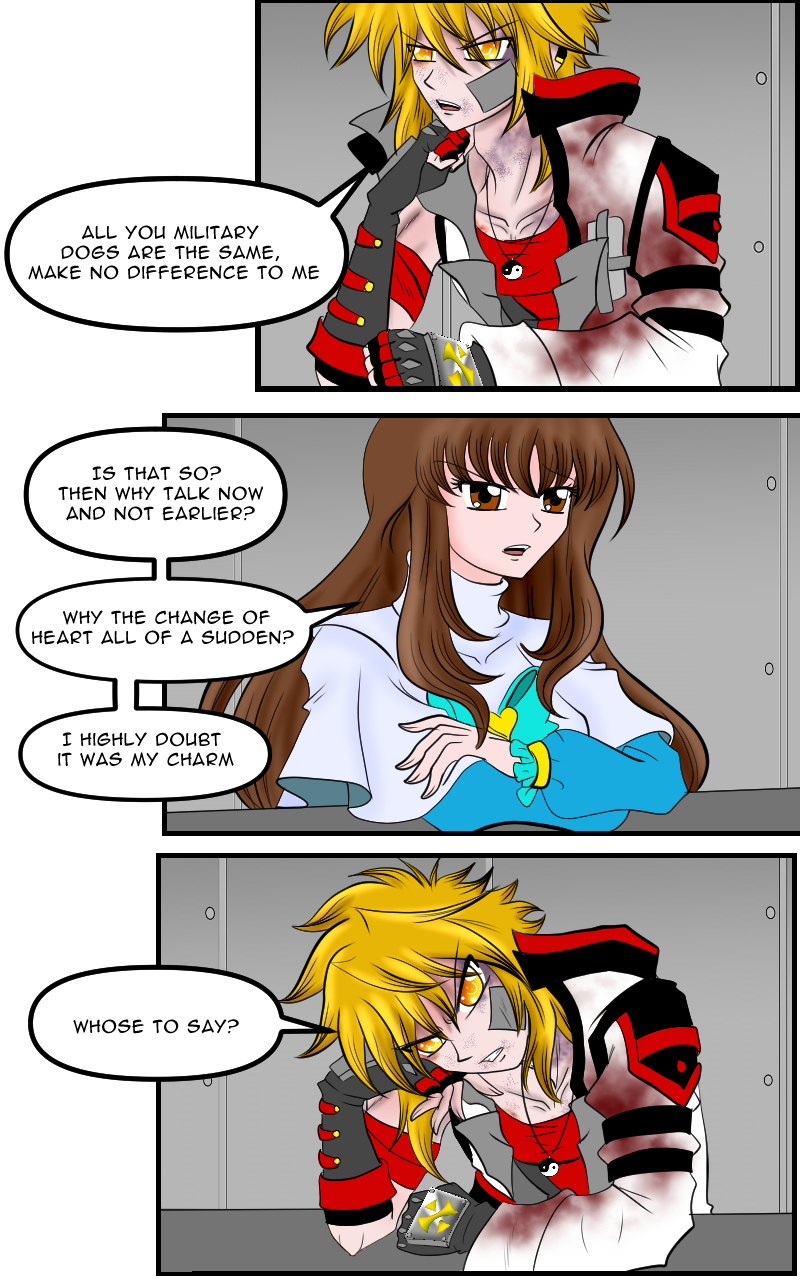 ALL YOU MILITARY
DOGS ARE THE SAME,
MAKE NO DIFFERENCE TO ME
IS THAT SO?
THEN WHY TALK NOW
AND NOT EARLIER?
WHY THE CHANGE OF
HEART ALL OF A SUDDEN?
I HIGHLY DOUBT
IT WAS MY CHARM
WHOSE TO SAY?